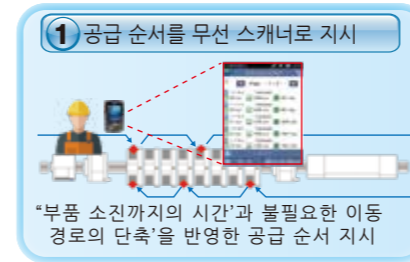 1 공급 순서를 무선 스캐너로 지시
“부품 소진까지의 시간’과 불필요한 이동
경로의 단축’을 반영한 공급 순서 지시